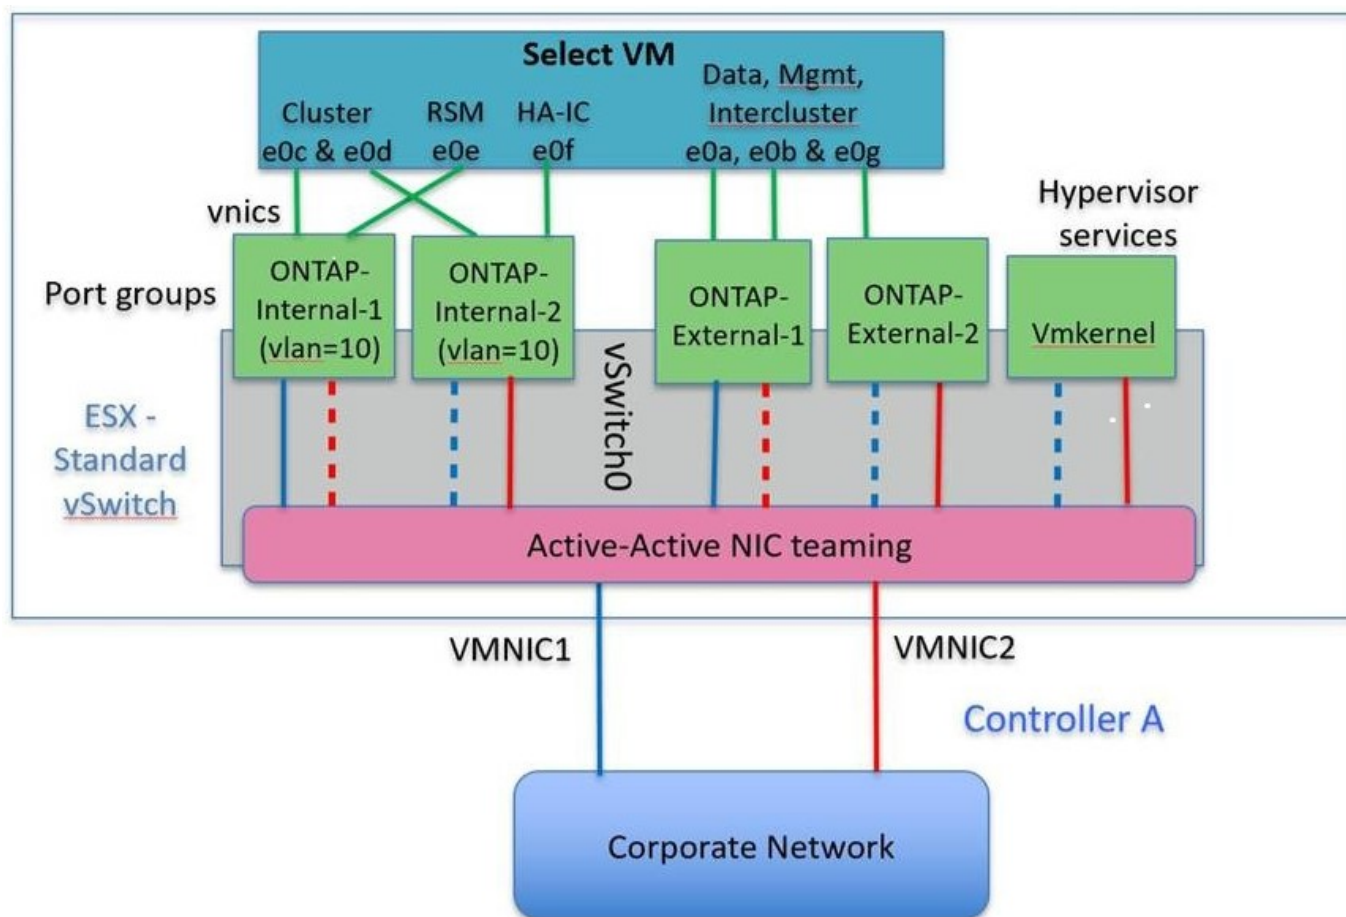 Select VM
Cluster
e0c & e0d
RSM
e0e
HA-IC
e0f
Data, Mgmt,
Intercluster
e0a, e0b & e0g
vnics
Hypervisor
services
Port groups
ONTAP-
Internal-1
(vlan=10)
ONTAP-
Internal-2
(vlan=10)
ONTAP-
External-1
ONTAP-
External-2
Vmkernel
ESX -
Standard
vSwitch
vSwitch0
Active-Active NIC teaming
VMNIC1
VMNIC2
Controller A
Corporate Network